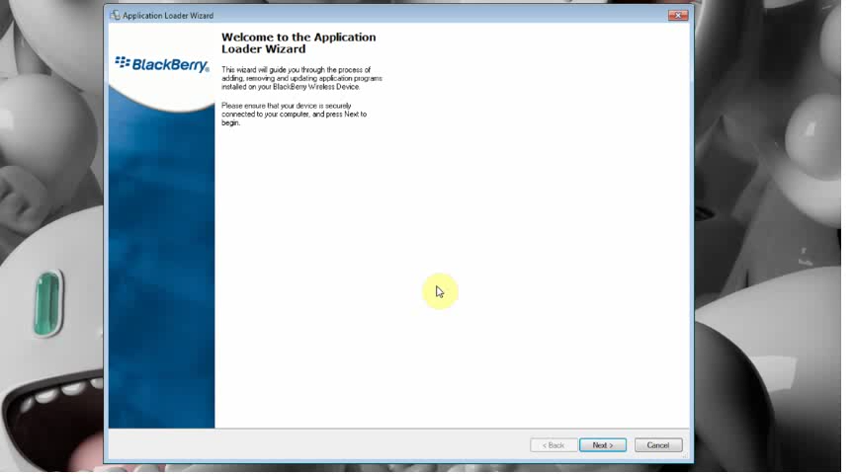 Application Loader Wizard
Welcome to the Application
Loader Wizard
BlackBerry®
This wizard will guide you through the process of
adding, removing and updating application programs
installed on your BlackBerry Wireless Device.
Please ensure that your device is securely
connected to your computer, and press Next to
begin.
< Back
Next >
Cancel